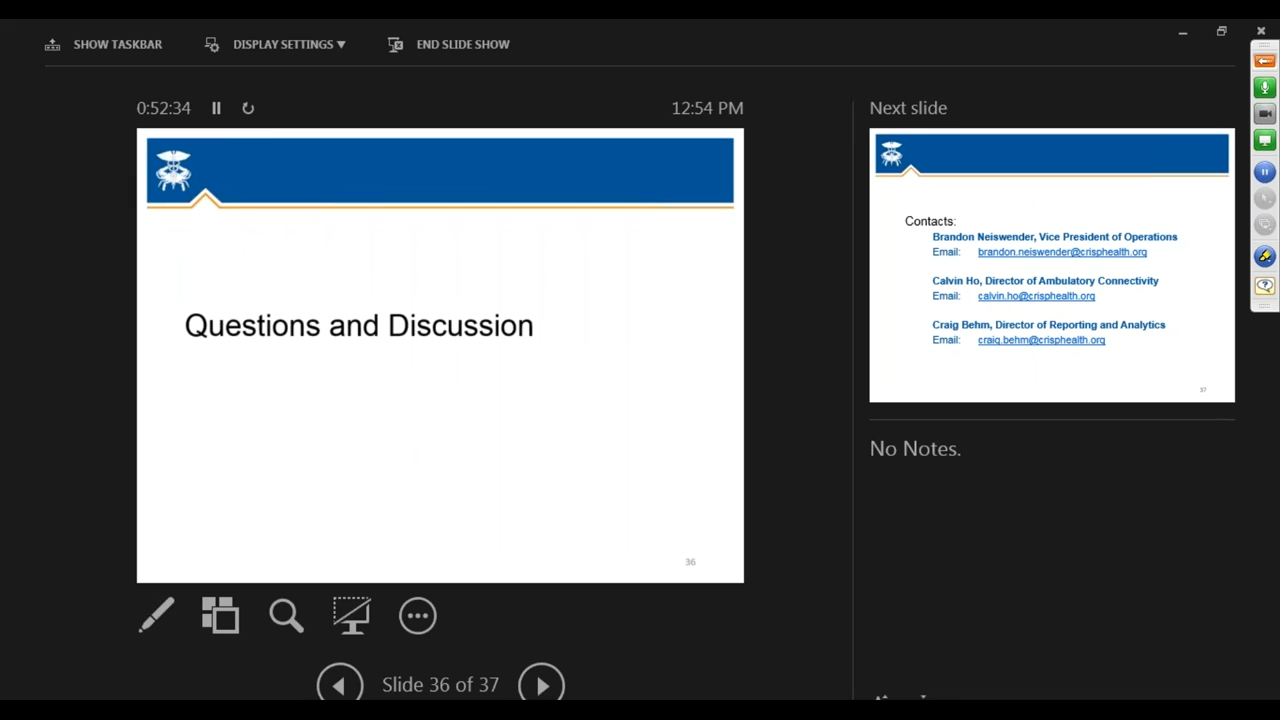 SHOW TASKBAR
DISPLAY SETTINGS ▼
END SLIDE SHOW
0:52:34
12:54 PM
Next slide
Questions and Discussion
36
Contacts:
Brandon Neiswender, Vice President of Operations
Email: brandon.neiswender@crisphealth.org
Calvin Ho, Director of Ambulatory Connectivity
Email: calvin.ho@crisphealth.org
Craig Behm, Director of Reporting and Analytics
Email: craig.behm@crisphealth.org
37
No Notes.
Slide 36 of 37